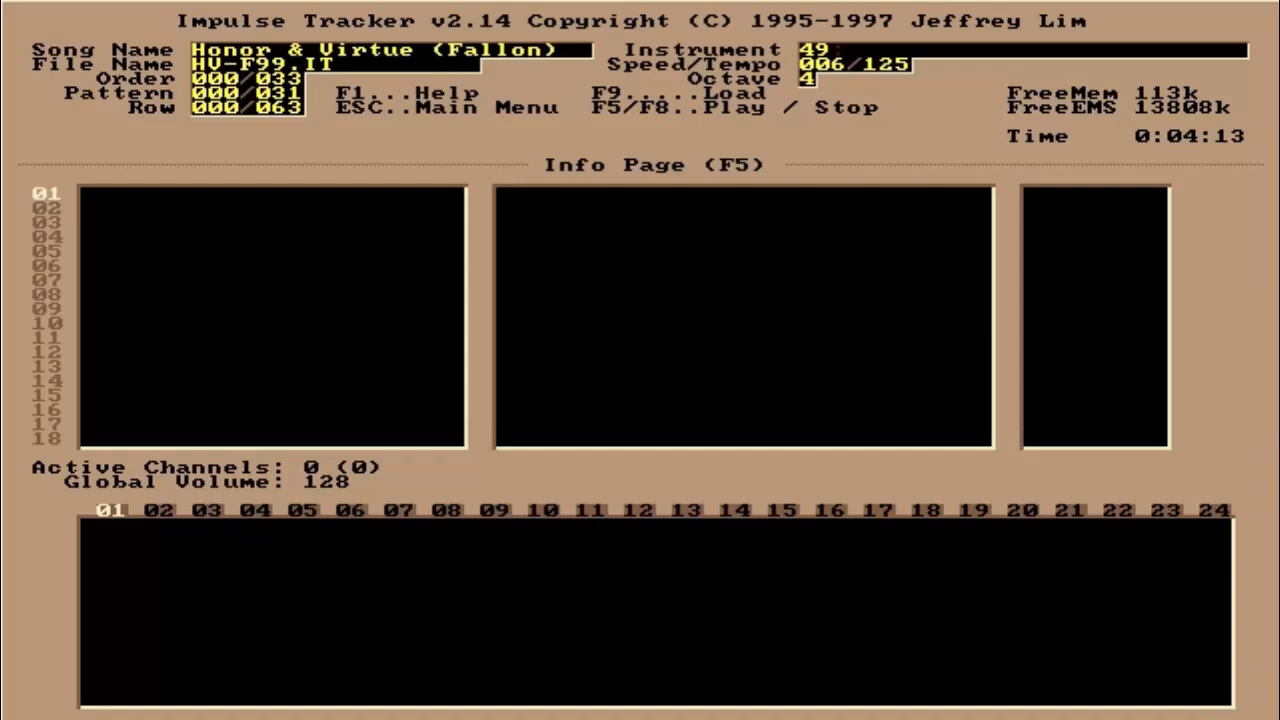 Impulse Tracker v2.14 Copyright (C) 1995-1997 Jeffrey Lim
Song Name Honor & Virtue (Fallon) Instrument 49
File Name HV-F99.IT Speed/Tempo 006/125
Order 000/033 Octave 4
Pattern 000/031 F1...Help F9.....Load FreeMem 113k
Row 000/063 ESC..Main Menu F5/F8..Play / Stop FreeEMS 13808k
Time 0:04:13
Info Page (F5)
01
02
03
04
05
06
07
08
09
10
11
12
13
14
15
16
17
18
Active Channels: 0 (0)
Global Volume: 128
01 02 03 04 05 06 07 08 09 10 11 12 13 14 15 16 17 18 19 20 21 22 23 24